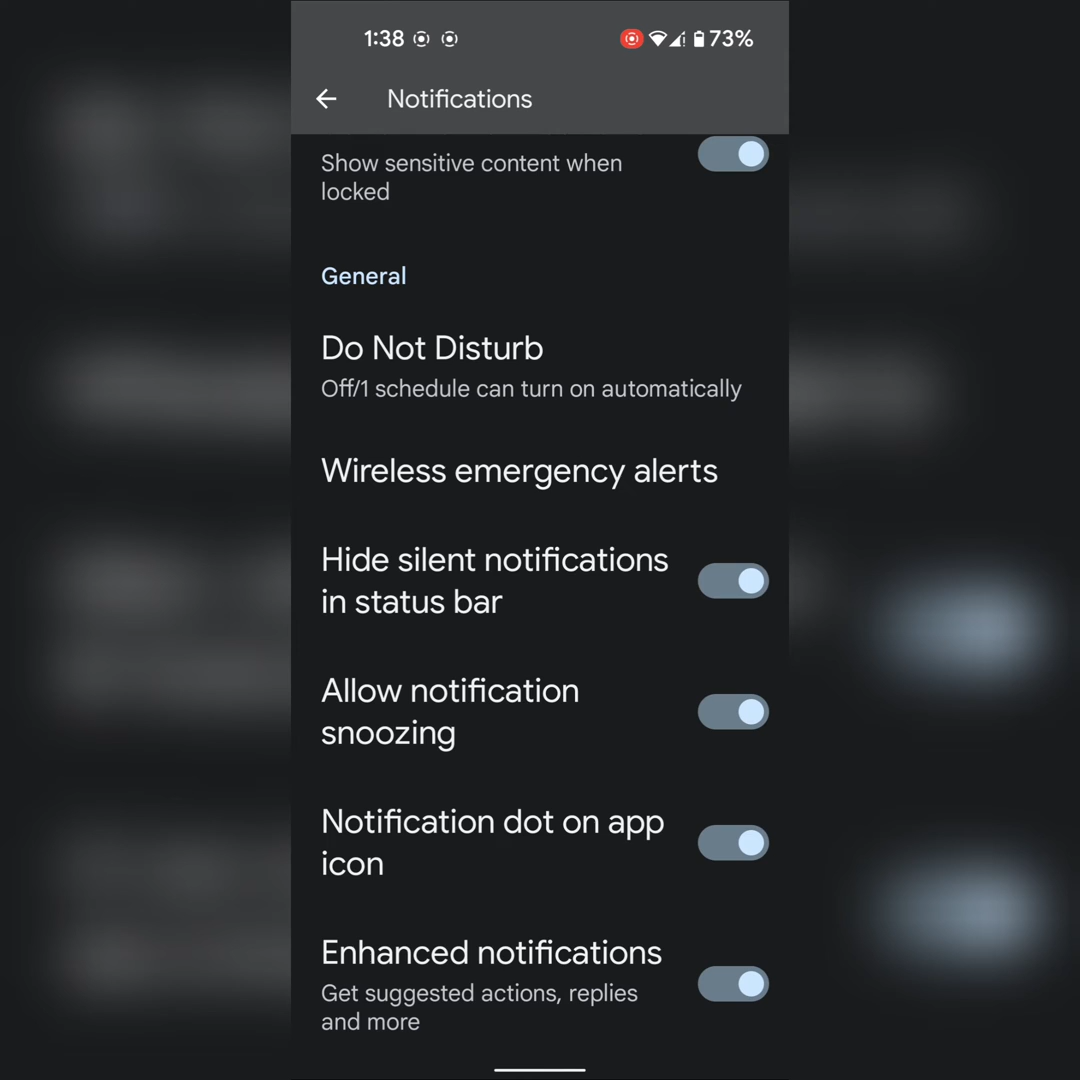 1:38 73%
Notifications
Show sensitive content when
locked
General
Do Not Disturb
Off/1 schedule can turn on automatically
Wireless emergency alerts
Hide silent notifications
in status bar
Allow notification
snoozing
Notification dot on app
icon
Enhanced notifications
Get suggested actions, replies
and more